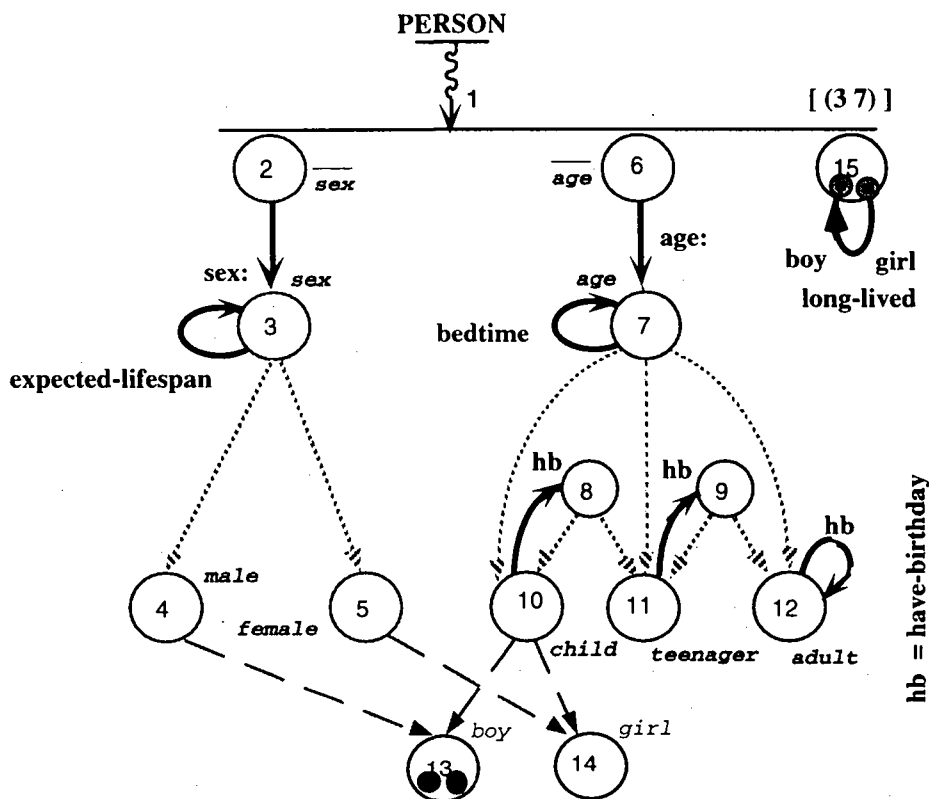 PERSON
1
[ (3 7) ]
2
sex
6
age
15
sex:
sex
age:
age
boy
girl
long-lived
3
expected-lifespan
bedtime
7
hb
8
hb
9
hb
4
male
5
female
10
child
11
teenager
12
adult
hb = have-birthday
13
boy
14
girl